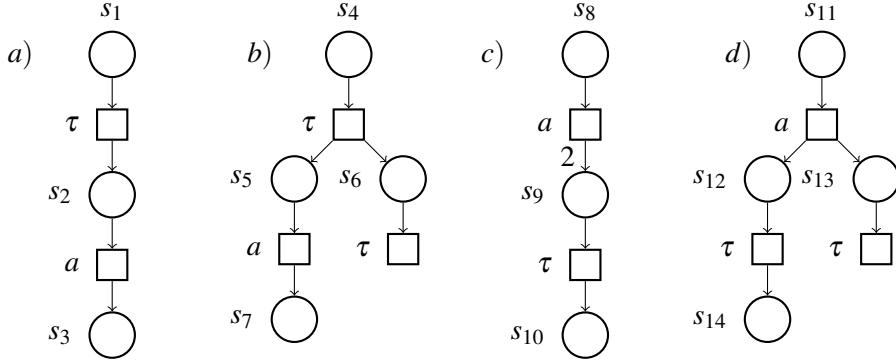 s1 s4 s8 s11
a) b) c) d)
τ τ a a
2
s2 s5 s6 s9 s12 s13
a a τ τ τ τ
s3 s7 s10 s14